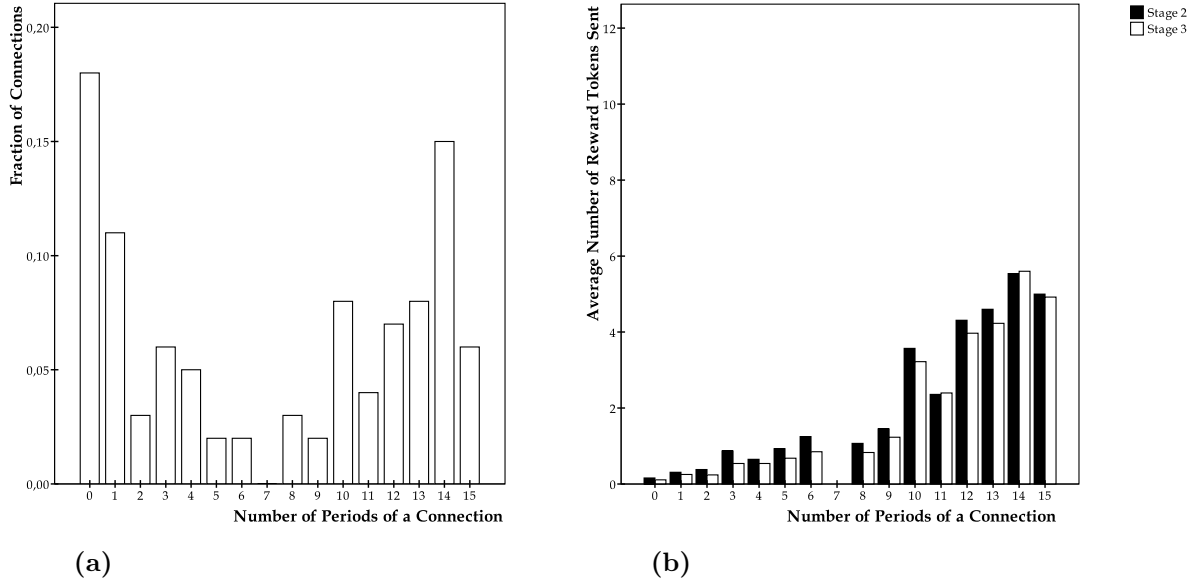 Fraction of Connections
0,20
0,15
0,10
0,05
0,00
0 1 2 3 4 5 6 7 8 9 10 11 12 13 14 15
Number of Periods of a Connection
(a)
Average Number of Reward Tokens Sent
12
10
8
6
4
2
0
0 1 2 3 4 5 6 7 8 9 10 11 12 13 14 15
Number of Periods of a Connection
(b)
Stage 2
Stage 3